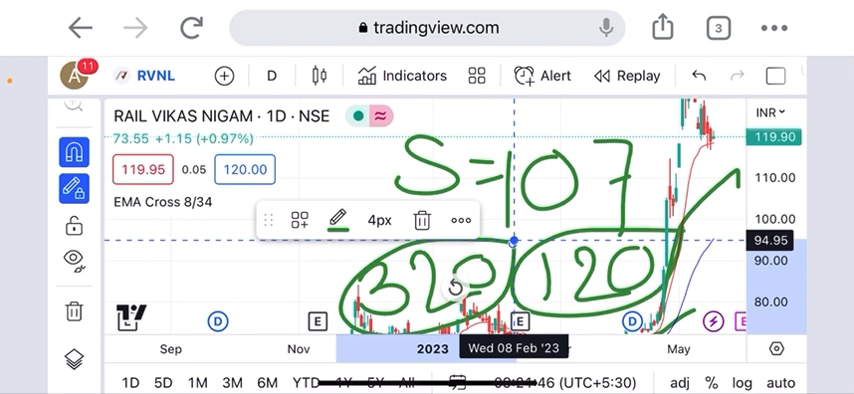 tradingview.com
3
A 11 RVNL D Indicators Alert Replay
RAIL VIKAS NIGAM · 1D · NSE
INR
73.55 +1.15 (+0.97%)
119.90
119.95 0.05 120.00
S=107
110.00
EMA Cross 8/34
4px
100.00
94.95
320 120
90.00
80.00
D E E D E
Sep Nov 2023 Wed 08 Feb '23 May
1D 5D 1M 3M 6M YTD 1Y 5Y All 09:21:46 (UTC+5:30) adj % log auto